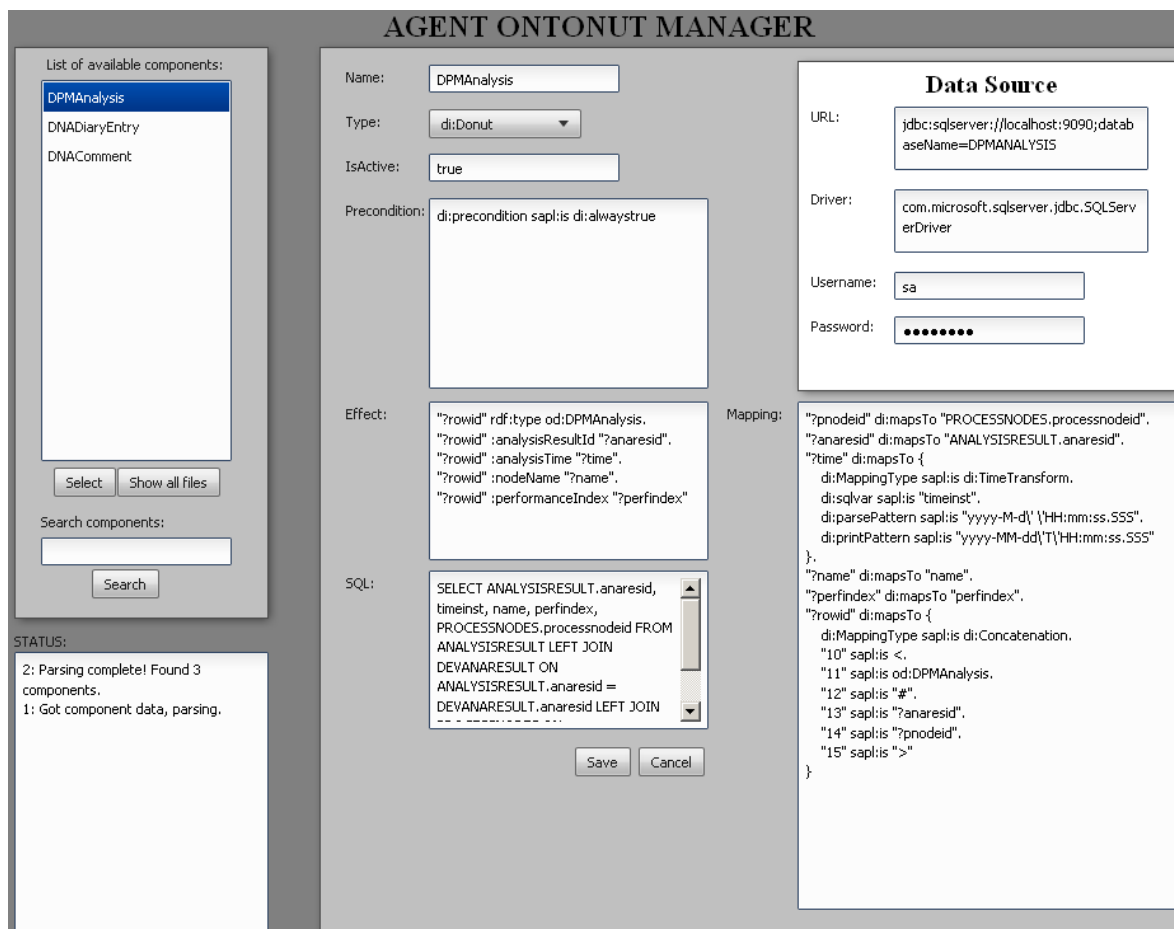 AGENT ONTONUT MANAGER
List of available components:
DPMAnalysis
DNADiaryEntry
DNAComment
Select
Show all files
Search components:
Search
STATUS:
2: Parsing complete! Found 3
components.
1: Got component data, parsing.
Name:
DPMAnalysis
Type:
di:Donut
IsActive:
true
Precondition:
di:precondition sapl:is di:alwaystrue
Effect:
"?rowid" rdf:type od:DPMAnalysis.
"?rowid" :analysisResultId "?anaresid".
"?rowid" :analysisTime "?time".
"?rowid" :nodeName "?name".
"?rowid" :performanceIndex "?perfindex"
SQL:
SELECT ANALYSISRESULT.anaresid,
timeinst, name, perfindex,
PROCESSNODES.processnodeid FROM
ANALYSISRESULT LEFT JOIN
DEVANARESULT ON
ANALYSISRESULT.anaresid =
DEVANARESULT.anaresid LEFT JOIN
Save
Cancel
Data Source
URL:
jdbc:sqlserver://localhost:9090;datab
aseName=DPMANALYSIS
Driver:
com.microsoft.sqlserver.jdbc.SQLServ
erDriver
Username:
sa
Password:
●●●●●●●●
Mapping:
"?pnodeid" di:mapsTo "PROCESSNODES.processnodeid".
"?anaresid" di:mapsTo "ANALYSISRESULT.anaresid".
"?time" di:mapsTo {
di:MappingType sapl:is di:TimeTransform.
di:sqlvar sapl:is "timeinst".
di:parsePattern sapl:is "yyyy-M-d\' \'HH:mm:ss.SSS".
di:printPattern sapl:is "yyyy-MM-dd\'T\'HH:mm:ss.SSS"
}.
"?name" di:mapsTo "name".
"?perfindex" di:mapsTo "perfindex".
"?rowid" di:mapsTo {
di:MappingType sapl:is di:Concatenation.
"10" sapl:is <.
"11" sapl:is od:DPMAnalysis.
"12" sapl:is "#".
"13" sapl:is "?anaresid".
"14" sapl:is "?pnodeid".
"15" sapl:is ">"
}